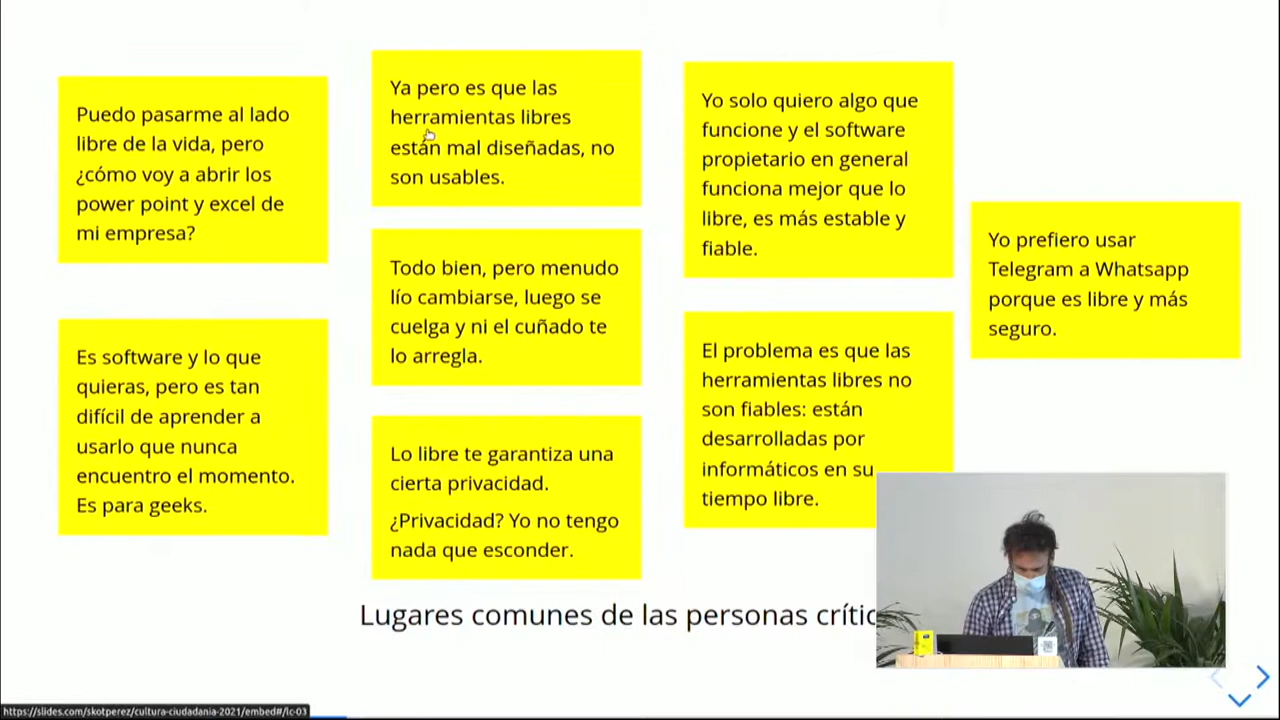 Puedo pasarme al lado
libre de la vida, pero
¿cómo voy a abrir los
power point y excel de
mi empresa?
Es software y lo que
quieras, pero es tan
difícil de aprender a
usarlo que nunca
encuentro el momento.
Es para geeks.
Ya pero es que las
herramientas libres
están mal diseñadas, no
son usables.
Todo bien, pero menudo
lío cambiarse, luego se
cuelga y ni el cuñado te
lo arregla.
Lo libre te garantiza una
cierta privacidad.
¿Privacidad? Yo no tengo
nada que esconder.
Yo solo quiero algo que
funcione y el software
propietario en general
funciona mejor que lo
libre, es más estable y
fiable.
El problema es que las
herramientas libres no
son fiables: están
desarrolladas por
informáticos en su
tiempo libre.
Yo prefiero usar
Telegram a Whatsapp
porque es libre y más
seguro.
Lugares comunes de las personas crític
https://slides.com/skotperez/cultura-ciudadania-2021/embed#/lc-03